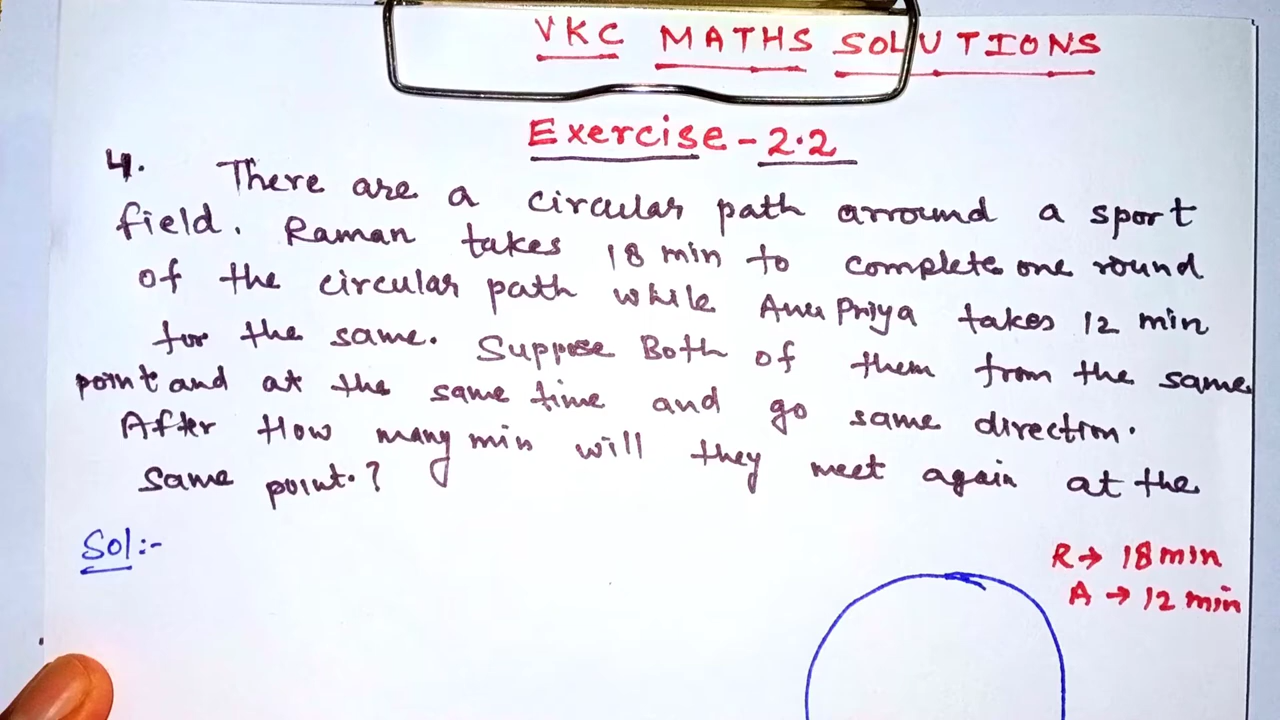 VKC MATHS SOLUTIONS
Exercise - 2.2
4. There are a circular path arround a sport
field. Raman takes 18 min to complete one round
of the circular path while Anu Priya takes 12 min
for the same. Suppose Both of them from the same
point and at the same time and go same direction.
After How many min will they meet again at the
same point.?
Sol:-
R → 18 min
A → 12 min